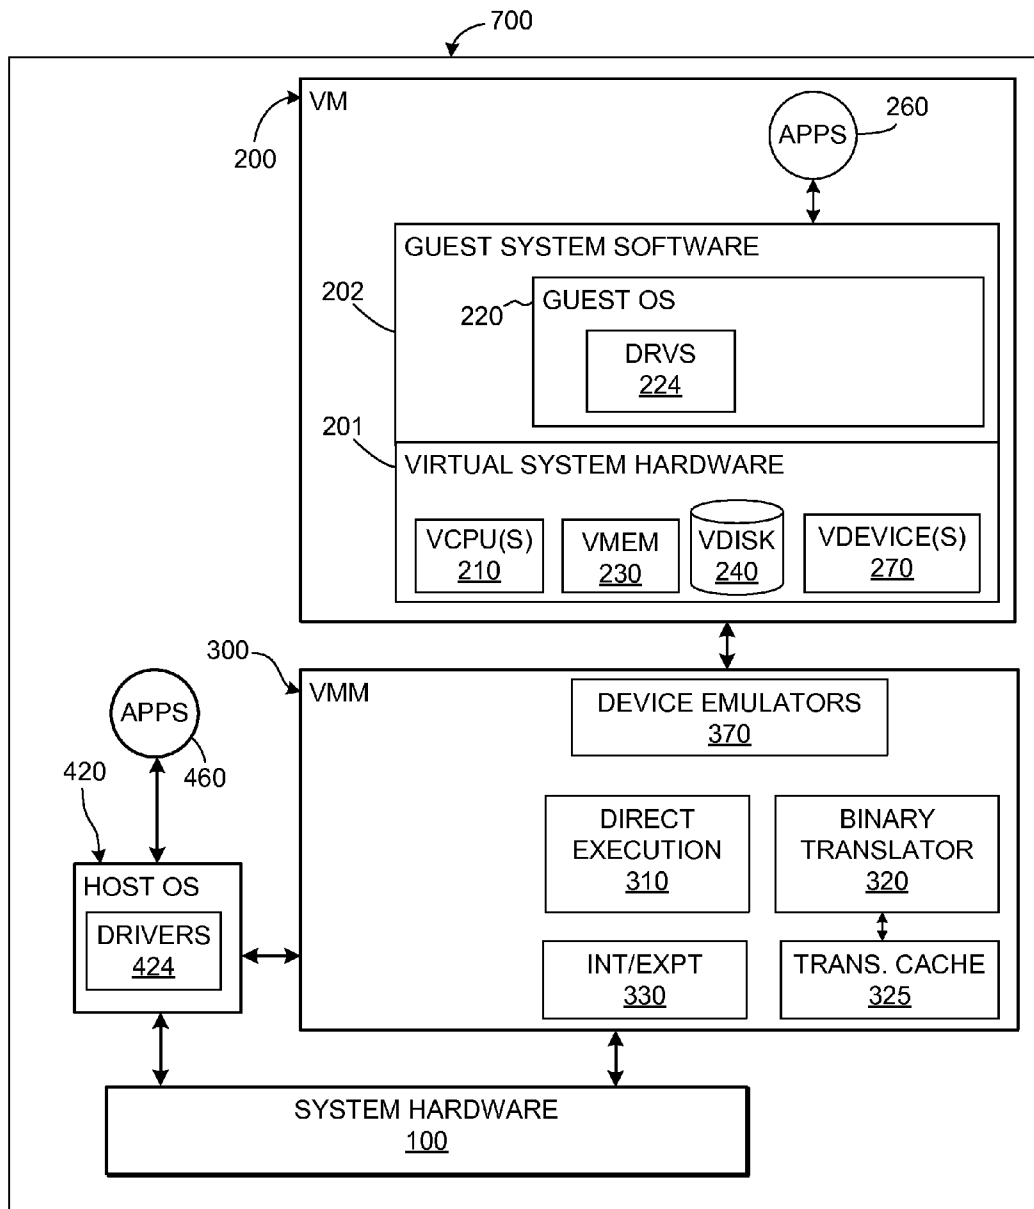 700
VM
200
APPS
260
GUEST SYSTEM SOFTWARE
202
220
GUEST OS
DRVS
224
201
VIRTUAL SYSTEM HARDWARE
VCPU(S)
210
VMEM
230
VDISK
240
VDEVICE(S)
270
300
VMM
DEVICE EMULATORS
370
APPS
460
420
DIRECT
EXECUTION
310
BINARY
TRANSLATOR
320
HOST OS
DRIVERS
424
INT/EXPT
330
TRANS. CACHE
325
SYSTEM HARDWARE
100